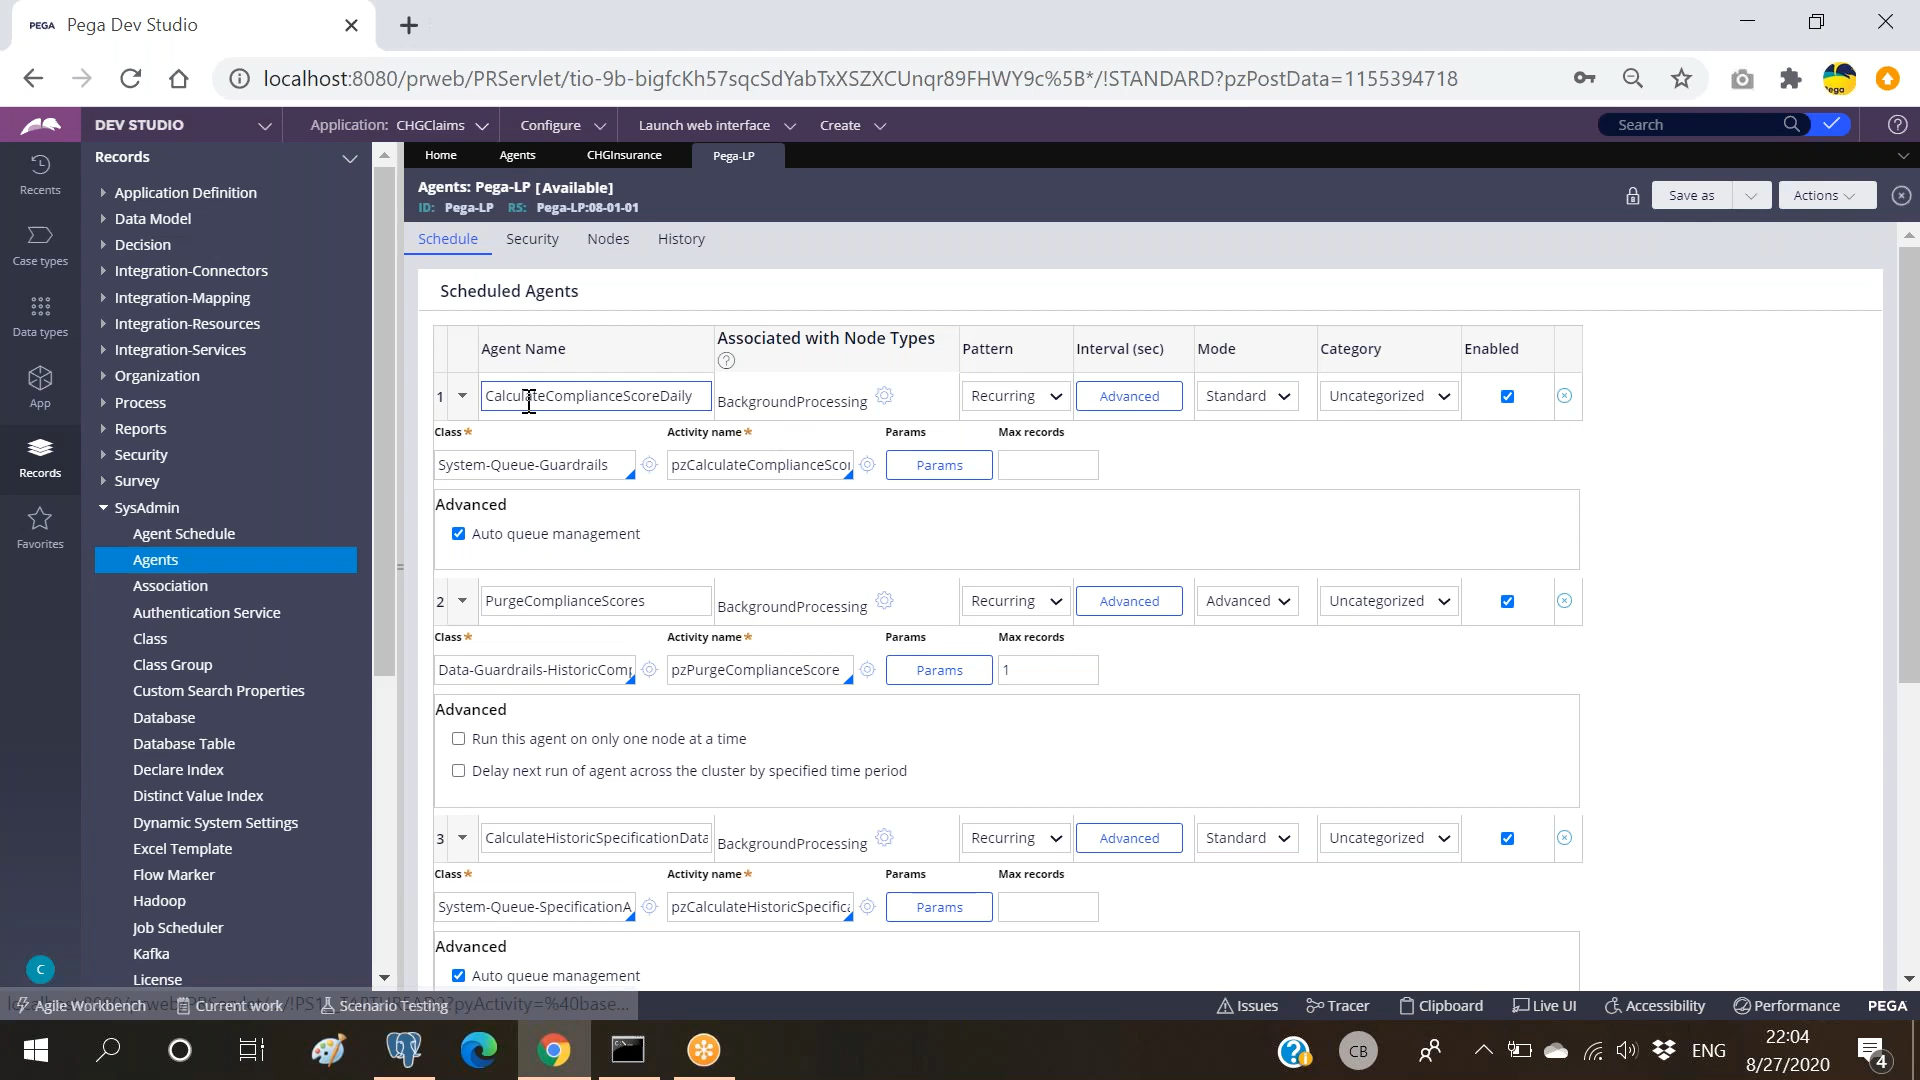 PEGA Pega Dev Studio
localhost:8080/prweb/PRServlet/tio-9b-bigfcKh57sqcSdYabTxXSZXCUnqr89FHWY9c%5B*/!STANDARD?pzPostData=1155394718
DEV STUDIO Application: CHGClaims Configure Launch web interface Create Search
Recents
Case types
Data types
App
Records
Favorites
C
Records
Application Definition
Data Model
Decision
Integration-Connectors
Integration-Mapping
Integration-Resources
Integration-Services
Organization
Process
Reports
Security
Survey
SysAdmin
Agent Schedule
Agents
Association
Authentication Service
Class
Class Group
Custom Search Properties
Database
Database Table
Declare Index
Distinct Value Index
Dynamic System Settings
Excel Template
Flow Marker
Hadoop
Job Scheduler
Kafka
License
Home Agents CHGInsurance Pega-LP
Agents: Pega-LP [Available]
ID: Pega-LP RS: Pega-LP:08-01-01
Save as Actions
Schedule Security Nodes History
Scheduled Agents
Agent Name Associated with Node Types ? Pattern Interval (sec) Mode Category Enabled
1 CalculateComplianceScoreDaily BackgroundProcessing Recurring Advanced Standard Uncategorized
Class* Activity name* Params Max records
System-Queue-Guardrails pzCalculateComplianceScor Params
Advanced
Auto queue management
2 PurgeComplianceScores BackgroundProcessing Recurring Advanced Advanced Uncategorized
Class* Activity name* Params Max records
Data-Guardrails-HistoricComp pzPurgeComplianceScore Params 1
Advanced
Run this agent on only one node at a time
Delay next run of agent across the cluster by specified time period
3 CalculateHistoricSpecificationData BackgroundProcessing Recurring Advanced Standard Uncategorized
Class* Activity name* Params Max records
System-Queue-SpecificationA pzCalculateHistoricSpecifica Params
Advanced
Auto queue management
Agile Workbench Current work Scenario Testing Issues Tracer Clipboard Live UI Accessibility Performance PEGA
CB ENG 22:04
8/27/2020 4